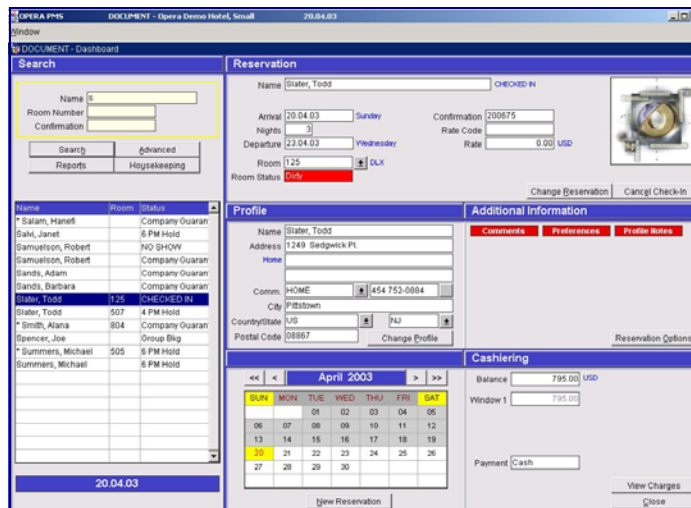 OPERA PMS DOCUMENT - Opera Demo Hotel, Small 20.04.03
Window
DOCUMENT - Dashboard
Search
Name S
Room Number
Confirmation
Search Advanced
Reports Housekeeping
Name Room Status
* Salam, Hanefi Company Guaran
Salvi, Janet 6 PM Hold
Samuelson, Robert NO SHOW
Samuelson, Robert Company Guaran
Sands, Adam Company Guaran
Sands, Barbara Company Guaran
Slater, Todd 125 CHECKED IN
Slater, Todd 507 4 PM Hold
* Smith, Alana 804 Company Guaran
Spencer, Joe Group Bkg
* Summers, Michael 505 6 PM Hold
Summers, Michael 6 PM Hold
20.04.03
Reservation
Name Slater, Todd CHECKED IN
Arrival 20.04.03 Sunday Confirmation 200675
Nights 3 Rate Code
Departure 23.04.03 Wednesday Rate 0.00 USD
Room 125 DLX
Room Status Dirty
Change Reservation Cancel Check-In
Profile
Name Slater, Todd
Address 1249 Sedgwick Pl.
Home
Comm. HOME 454 752-0884
City Pittstown
Country/State US NJ
Postal Code 08867 Change Profile
Additional Information
Comments Preferences Profile Notes
Reservation Options
<< < April 2003 > >>
SUN MON TUE WED THU FRI SAT
01 02 03 04 05
06 07 08 09 10 11 12
13 14 15 16 17 18 19
20 21 22 23 24 25 26
27 28 29 30
New Reservation
Cashiering
Balance 795.00 USD
Window 1 795.00
Payment Cash
View Charges
Close